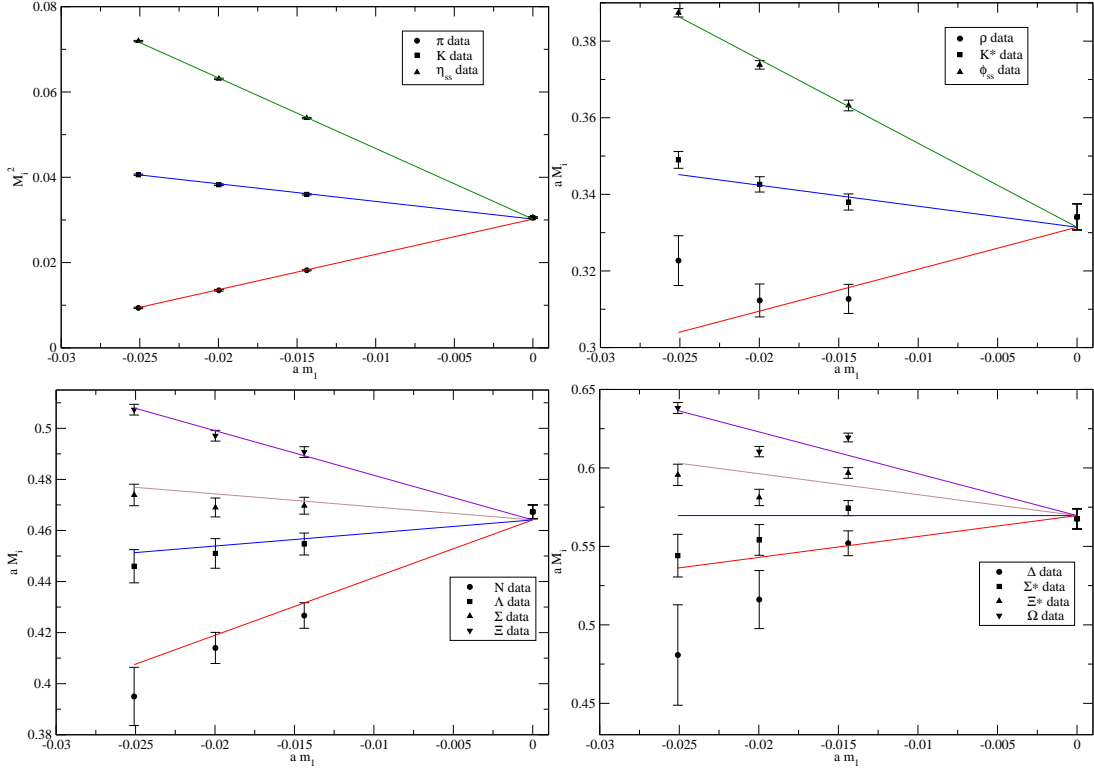 0.08
0.06
0.04
0.02
0
M_i^2
-0.03 -0.025 -0.02 -0.015 -0.01 -0.005 0
a m_l
π data
K data
η_ss data
0.38
0.36
0.34
0.32
0.3
a M_i
-0.03 -0.025 -0.02 -0.015 -0.01 -0.005 0
a m_l
ρ data
K* data
ϕ_ss data
0.5
0.48
0.46
0.44
0.42
0.4
0.38
a M_i
-0.03 -0.025 -0.02 -0.015 -0.01 -0.005 0
a m_l
N data
Λ data
Σ data
Ξ data
0.65
0.6
0.55
0.5
0.45
a M_i
-0.03 -0.025 -0.02 -0.015 -0.01 -0.005 0
a m_l
Δ data
Σ* data
Ξ* data
Ω data